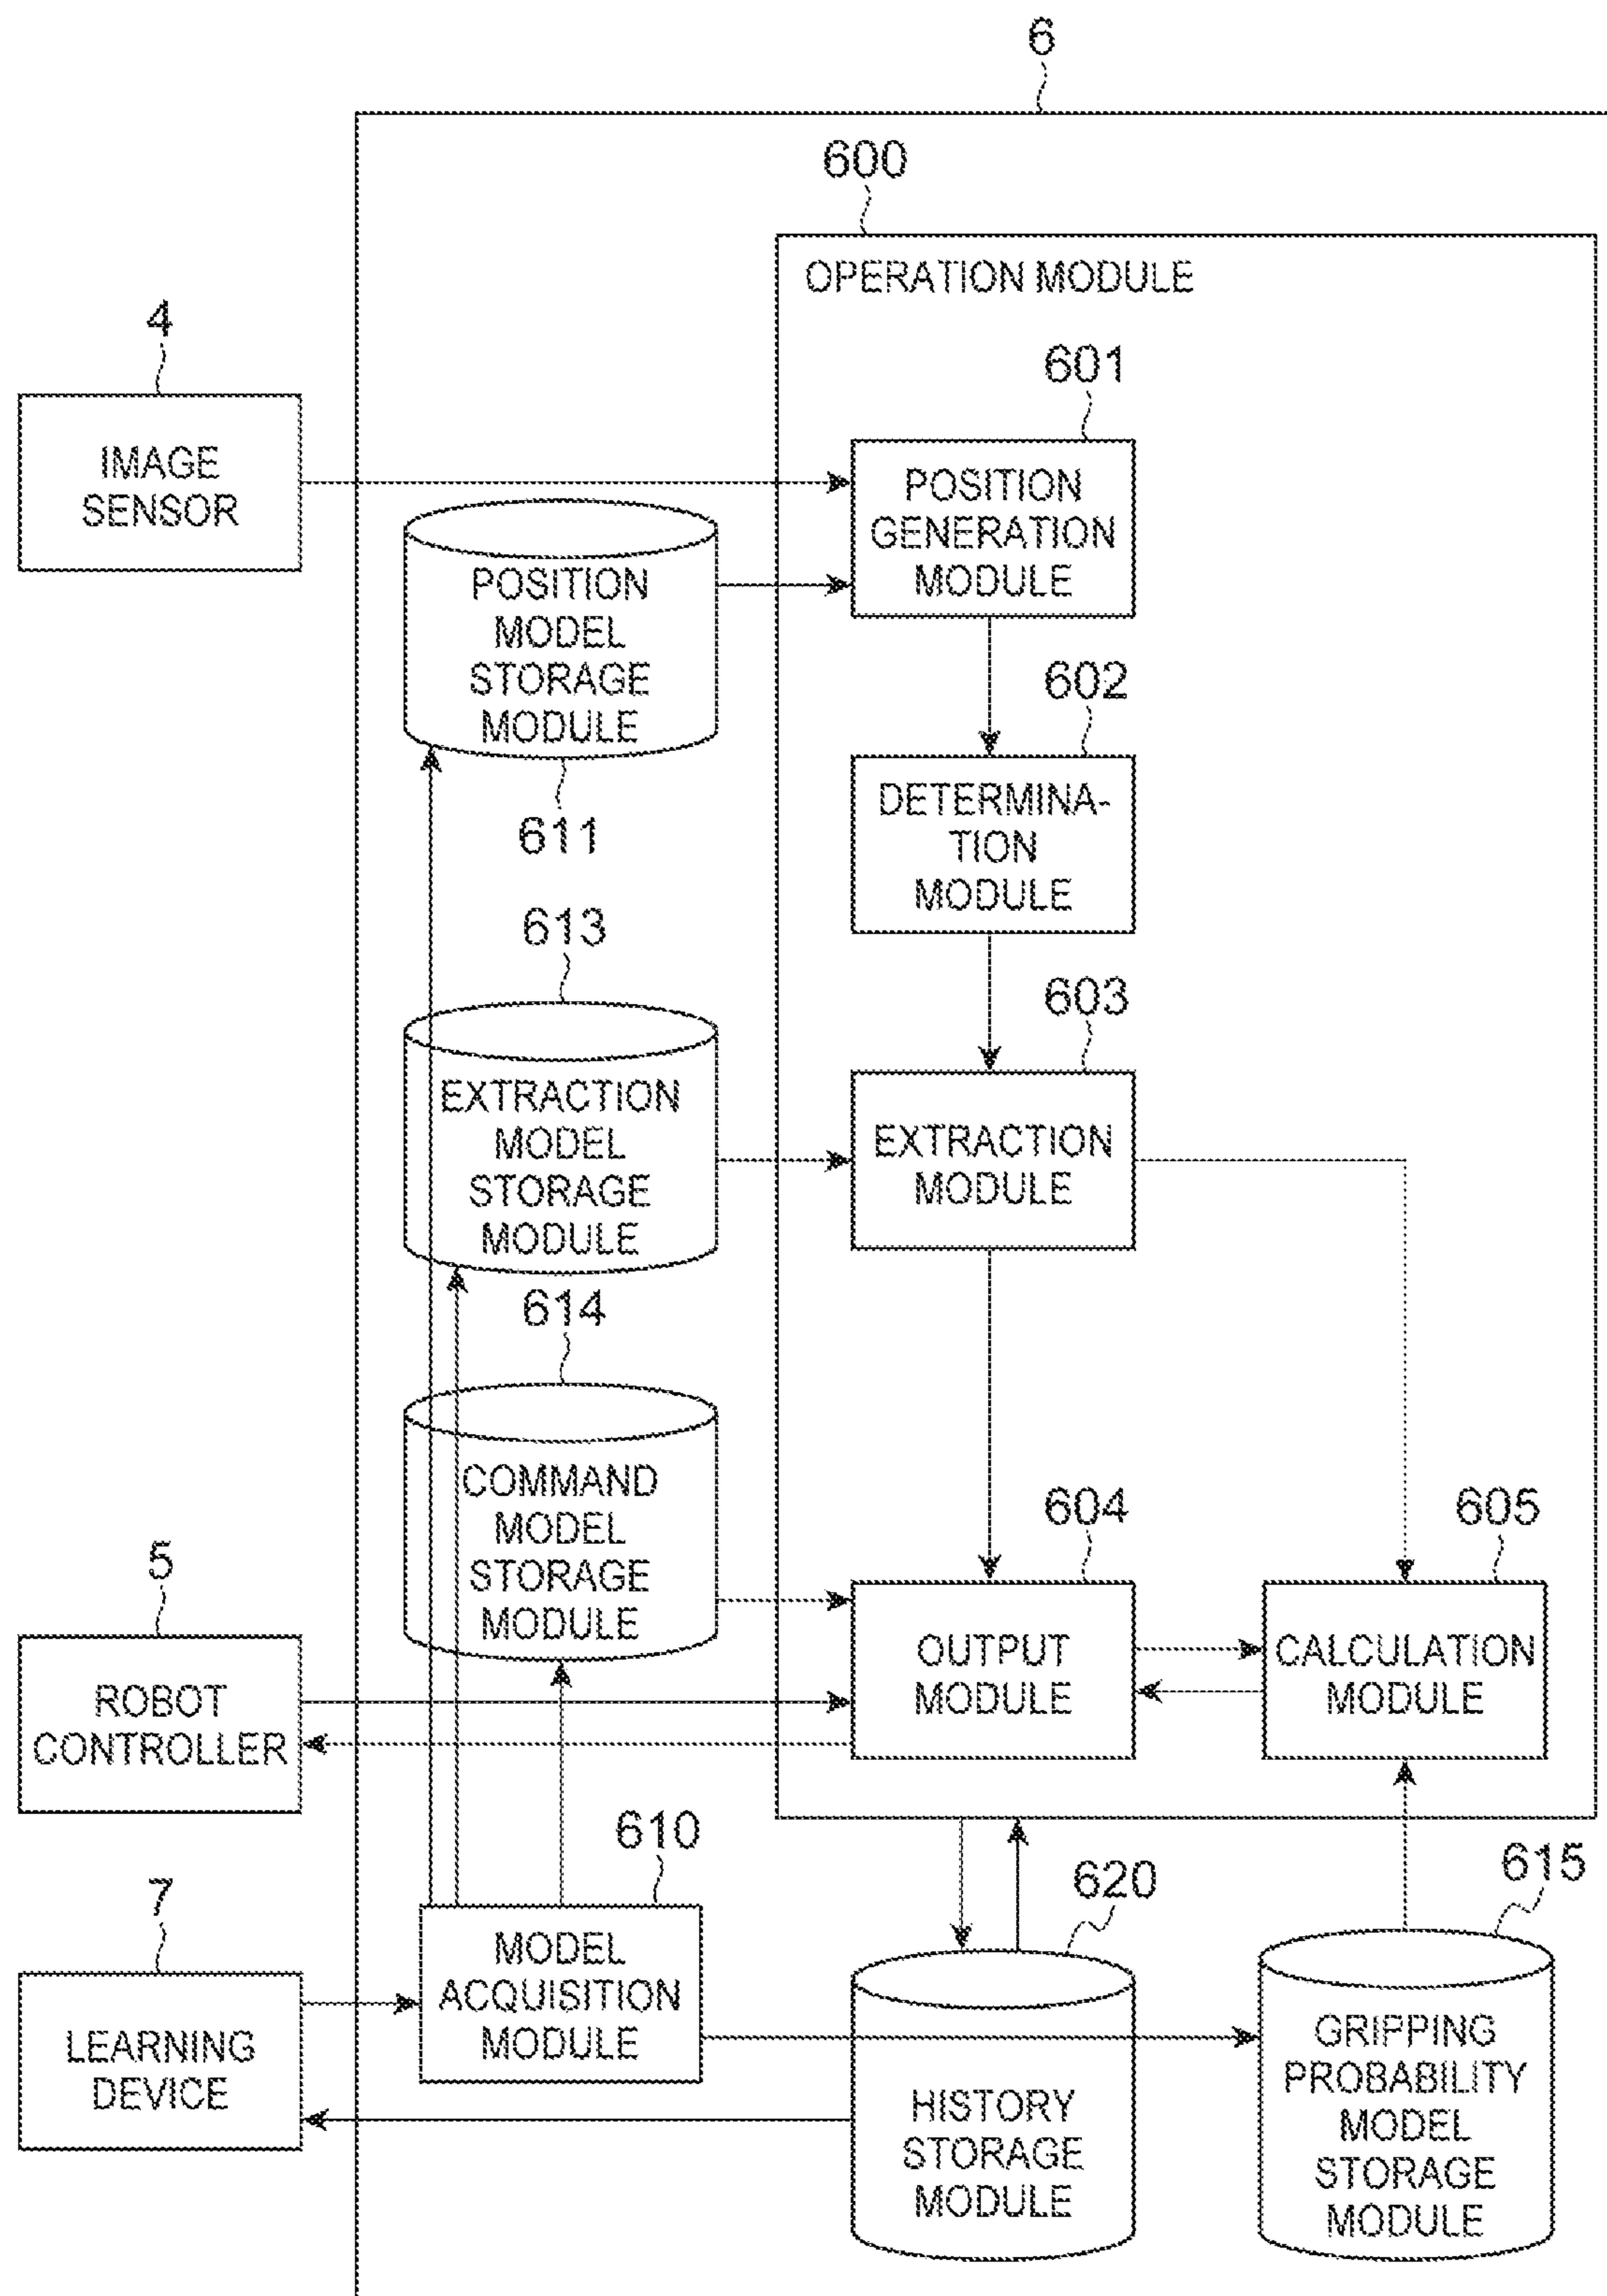 6
600
OPERATION MODULE
4
IMAGE
SENSOR
601
POSITION
GENERATION
MODULE
POSITION
MODEL
STORAGE
MODULE
611
602
DETERMINA-
TION
MODULE
613
EXTRACTION
MODEL
STORAGE
MODULE
603
EXTRACTION
MODULE
614
COMMAND
MODEL
STORAGE
MODULE
604
OUTPUT
MODULE
605
CALCULATION
MODULE
5
ROBOT
CONTROLLER
610
MODEL
ACQUISITION
MODULE
7
LEARNING
DEVICE
620
HISTORY
STORAGE
MODULE
615
GRIPPING
PROBABILITY
MODEL
STORAGE
MODULE